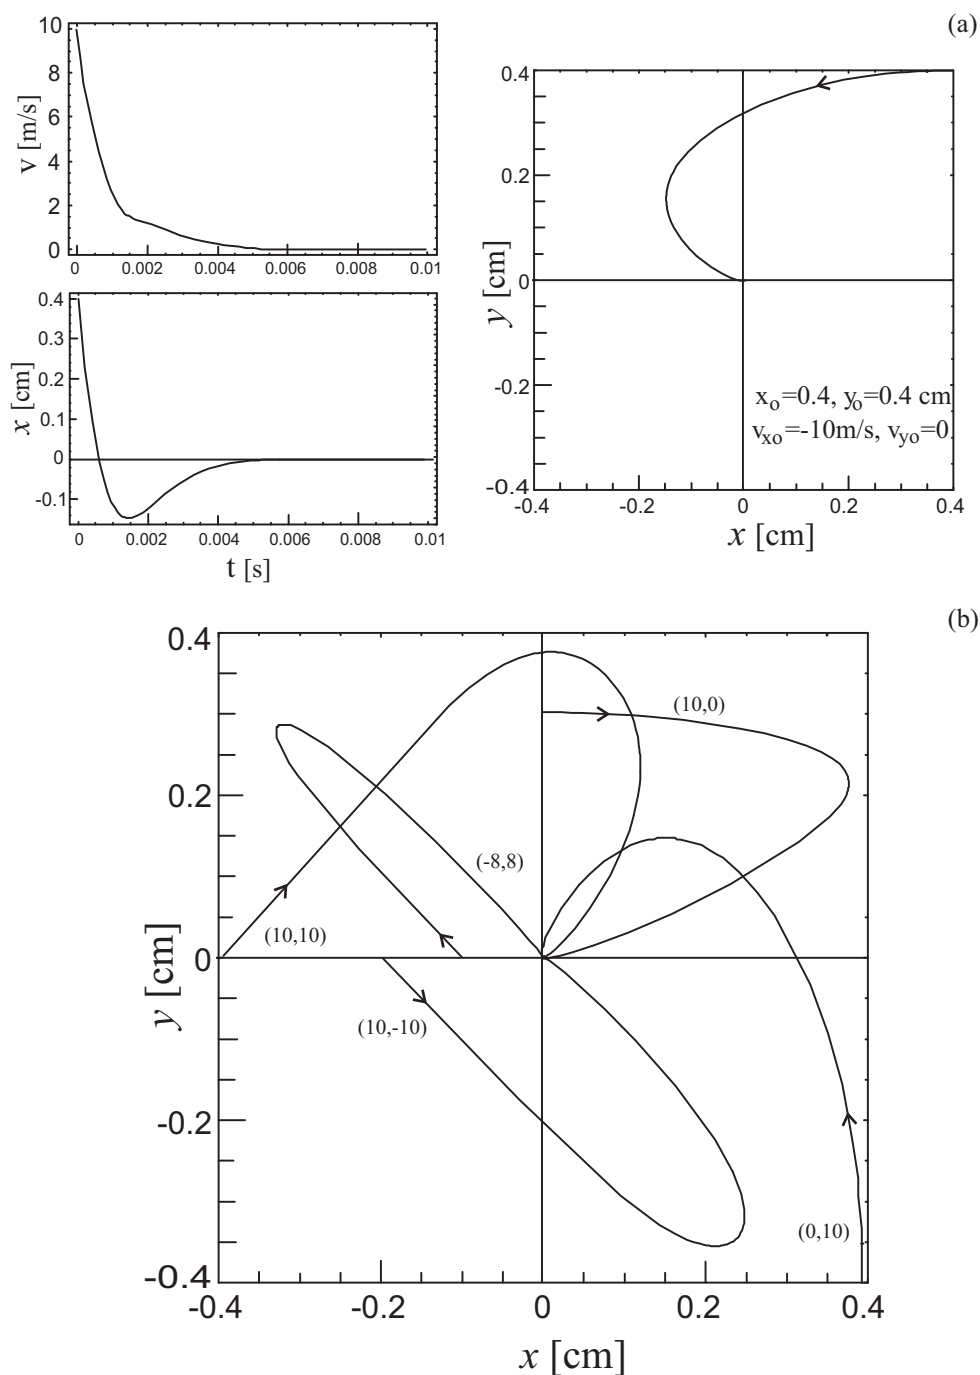 (a)
10
8
6
4
2
0
v [m/s]
0 0.002 0.004 0.006 0.008 0.01
0.4
0.3
0.2
0.1
0
-0.1
x [cm]
0 0.002 0.004 0.006 0.008 0.01
t [s]
0.4
0.2
0
-0.2
-0.4
y [cm]
xo=0.4, yo=0.4 cm
vxo=-10m/s, vyo=0
-0.4 -0.2 0 0.2 0.4
x [cm]
(b)
0.4
0.2
0
-0.2
-0.4
y [cm]
(10,0)
(-8,8)
(10,10)
(10,-10)
(0,10)
-0.4 -0.2 0 0.2 0.4
x [cm]